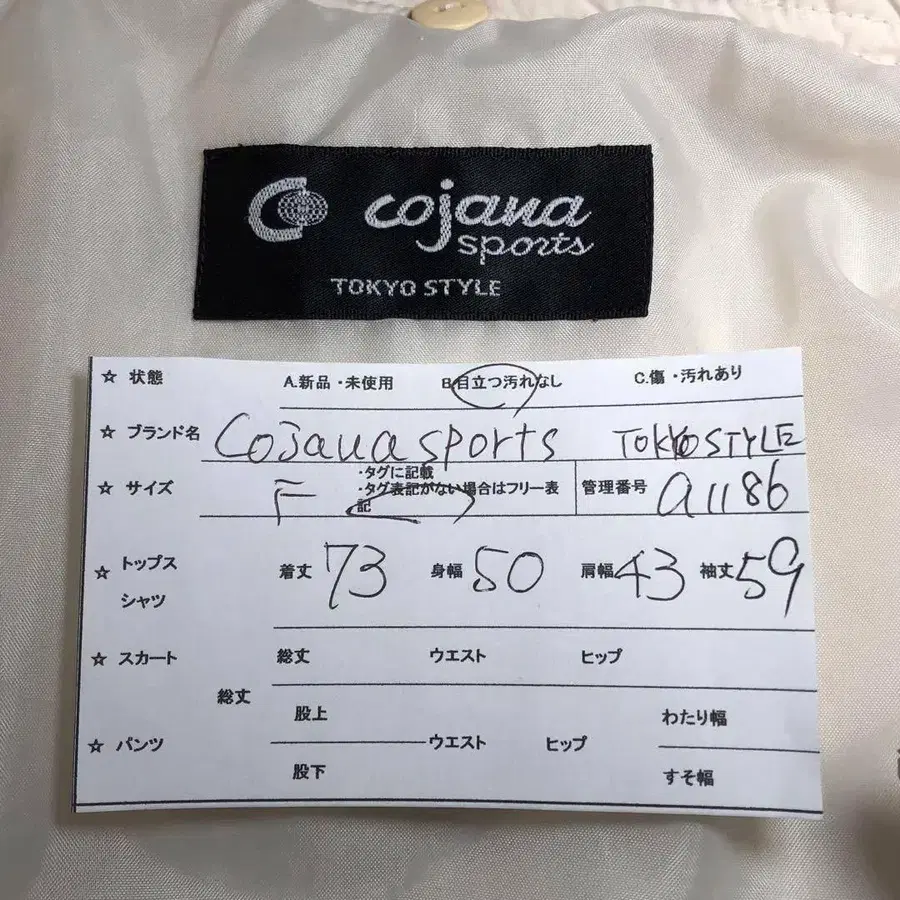 cojana
sports
TOKYO STYLE
☆ 状態 A.新品・未使用 B.目立つ汚れなし C.傷・汚れあり
☆ ブランド名 Cojana sports TOKYO STYLE
☆ サイズ F ・タグに記載 ・タグ表記がない場合はフリー表記 管理番号 a1186
☆ トップス シャツ 着丈 73 身幅 50 肩幅 43 袖丈 59
☆ スカート 総丈 ウエスト ヒップ
☆ パンツ 総丈 股上 ウエスト ヒップ わたり幅
股下 すそ幅